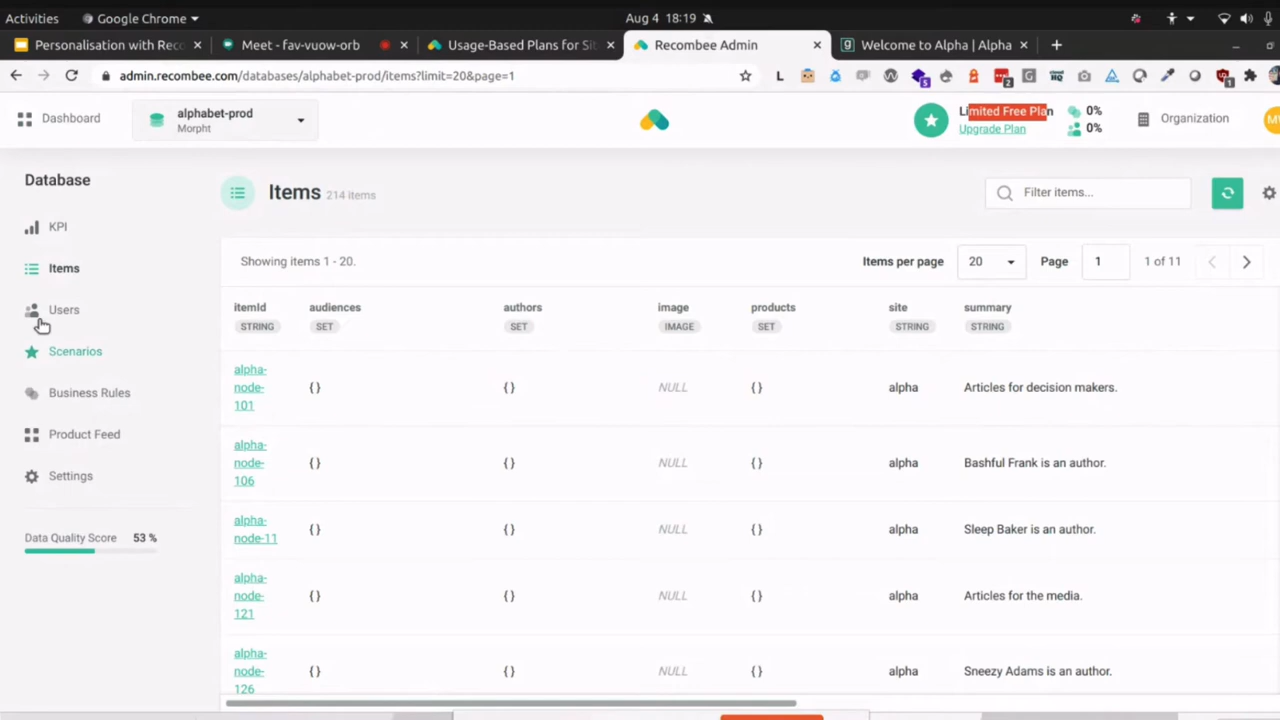 Activities
Google Chrome
Aug 4 18:19
Personalisation with Reco
Meet - fav-vuow-orb
Usage-Based Plans for Sit
Recombee Admin
Welcome to Alpha | Alpha
admin.recombee.com/databases/alphabet-prod/items?limit=20&page=1
Dashboard
alphabet-prod
Morpht
Limited Free Plan
Upgrade Plan
0%
0%
Organization
MW
Database
KPI
Items
Users
Scenarios
Business Rules
Product Feed
Settings
Data Quality Score 53 %
Items 214 items
Filter items...
Showing items 1 - 20.
Items per page 20 Page 1 1 of 11
itemId audiences authors image products site summary
STRING SET SET IMAGE SET STRING STRING
alpha-
node-
101
{} {} NULL {} alpha Articles for decision makers.
alpha-
node-
106
{} {} NULL {} alpha Bashful Frank is an author.
alpha-
node-11
{} {} NULL {} alpha Sleep Baker is an author.
alpha-
node-
121
{} {} NULL {} alpha Articles for the media.
alpha-
node-
126
{} {} NULL {} alpha Sneezy Adams is an author.